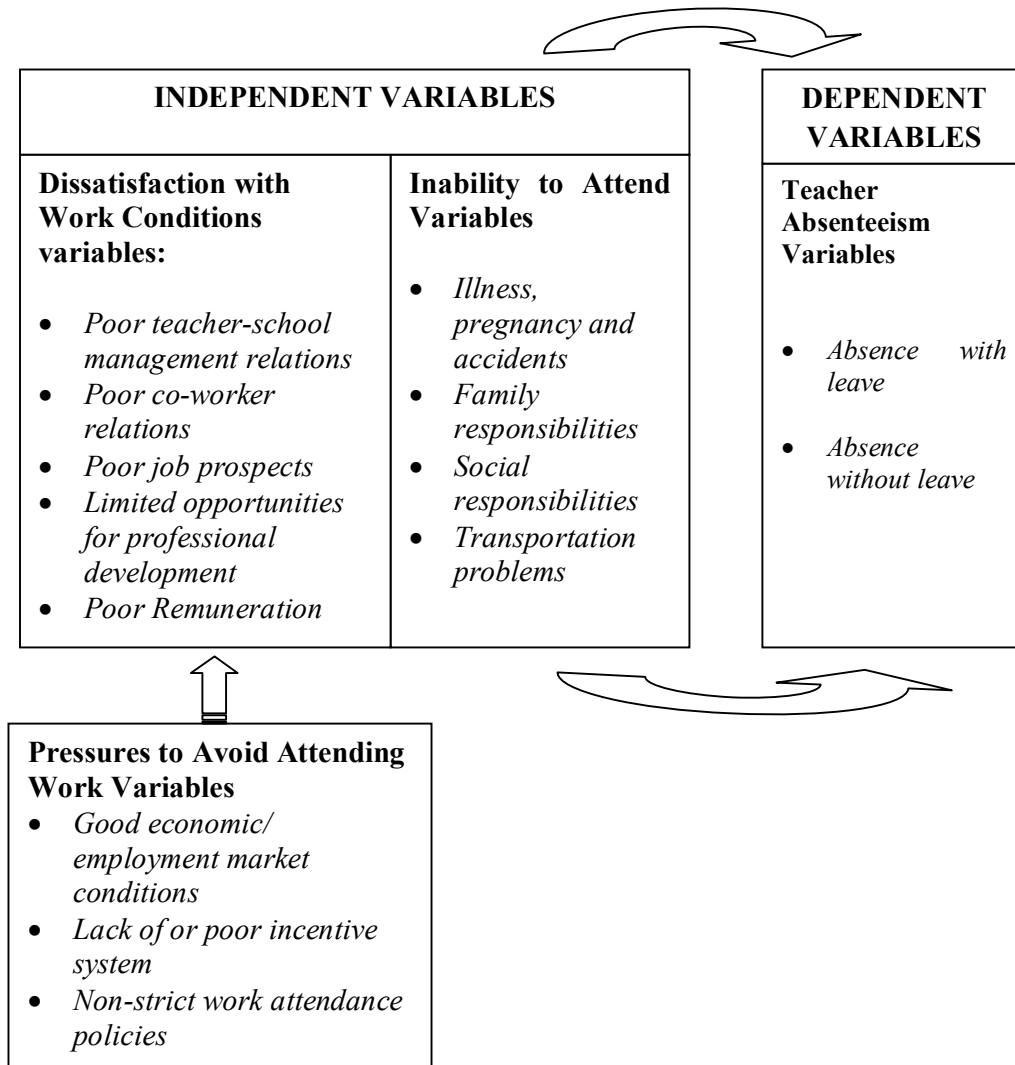 INDEPENDENT VARIABLES
Dissatisfaction with
Work Conditions
variables:
• Poor teacher-school
management relations
• Poor co-worker
relations
• Poor job prospects
• Limited opportunities
for professional
development
• Poor Remuneration
Inability to Attend
Variables
• Illness,
pregnancy and
accidents
• Family
responsibilities
• Social
responsibilities
• Transportation
problems
DEPENDENT
VARIABLES
Teacher
Absenteeism
Variables
• Absence with
leave
• Absence
without leave
Pressures to Avoid Attending
Work Variables
• Good economic/
employment market
conditions
• Lack of or poor incentive
system
• Non-strict work attendance
policies